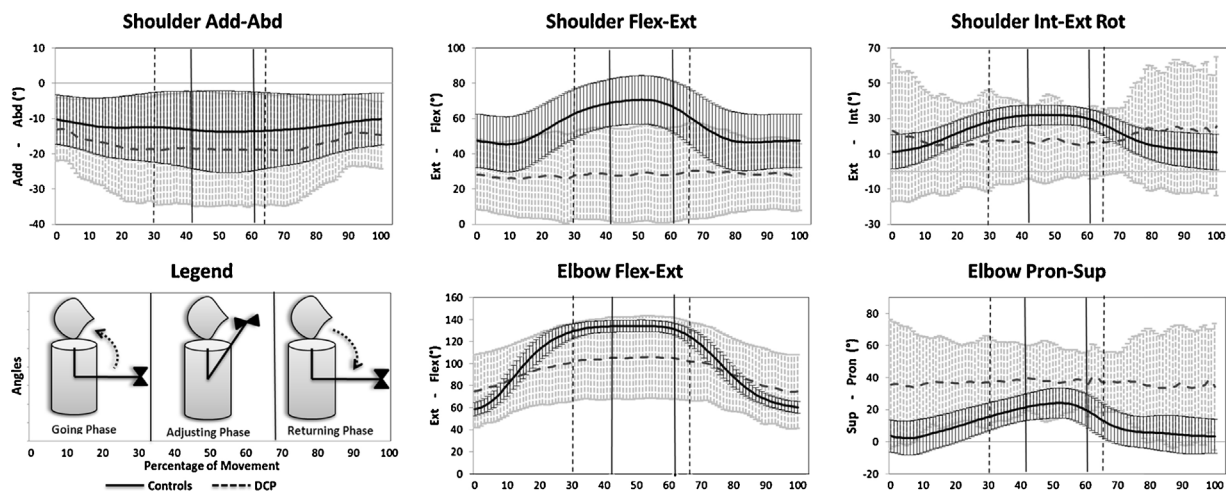 Shoulder Add-Abd
10
0
-10
-20
-30
-40
Add - Abd (°)
0 10 20 30 40 50 60 70 80 90 100
Shoulder Flex-Ext
100
80
60
40
20
0
Ext - Flex (°)
0 10 20 30 40 50 60 70 80 90 100
Shoulder Int-Ext Rot
70
50
30
10
-10
-30
Ext - Int (°)
0 10 20 30 40 50 60 70 80 90 100
Legend
Angles
Going Phase
Adjusting Phase
Returning Phase
0 10 20 30 40 50 60 70 80 90 100
Percentage of Movement
Controls
DCP
Elbow Flex-Ext
160
140
120
100
80
60
40
20
0
Ext - Flex (°)
0 10 20 30 40 50 60 70 80 90 100
Elbow Pron-Sup
80
60
40
20
0
-20
Sup - Pron (°)
0 10 20 30 40 50 60 70 80 90 100